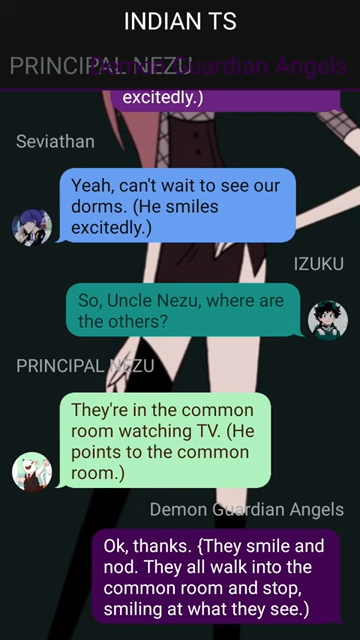 INDIAN TS
PRINCIPAL NEZU
Demon Guardian Angels
excitedly.)
Seviathan
Yeah, can't wait to see our
dorms. (He smiles
excitedly.)
IZUKU
So, Uncle Nezu, where are
the others?
PRINCIPAL NEZU
They're in the common
room watching TV. (He
points to the common
room.)
Demon Guardian Angels
Ok, thanks. {They smile and
nod. They all walk into the
common room and stop,
smiling at what they see.)